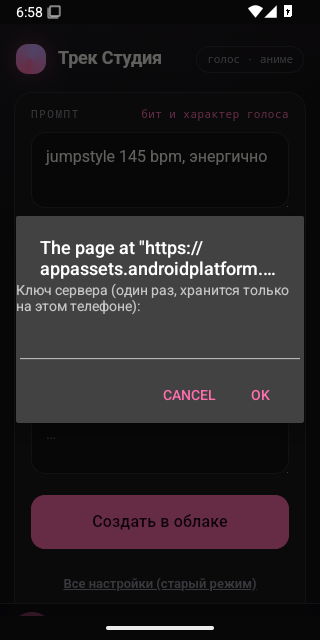 6:58
Трек Студия
голос · аниме
ПРОМПТ
бит и характер голоса
jumpstyle 145 bpm, энергично
The page at "https://
appassets.androidplatform.…
Ключ сервера (один раз, хранится только
на этом телефоне):
CANCEL
OK
...
Создать в облаке
Все настройки (старый режим)